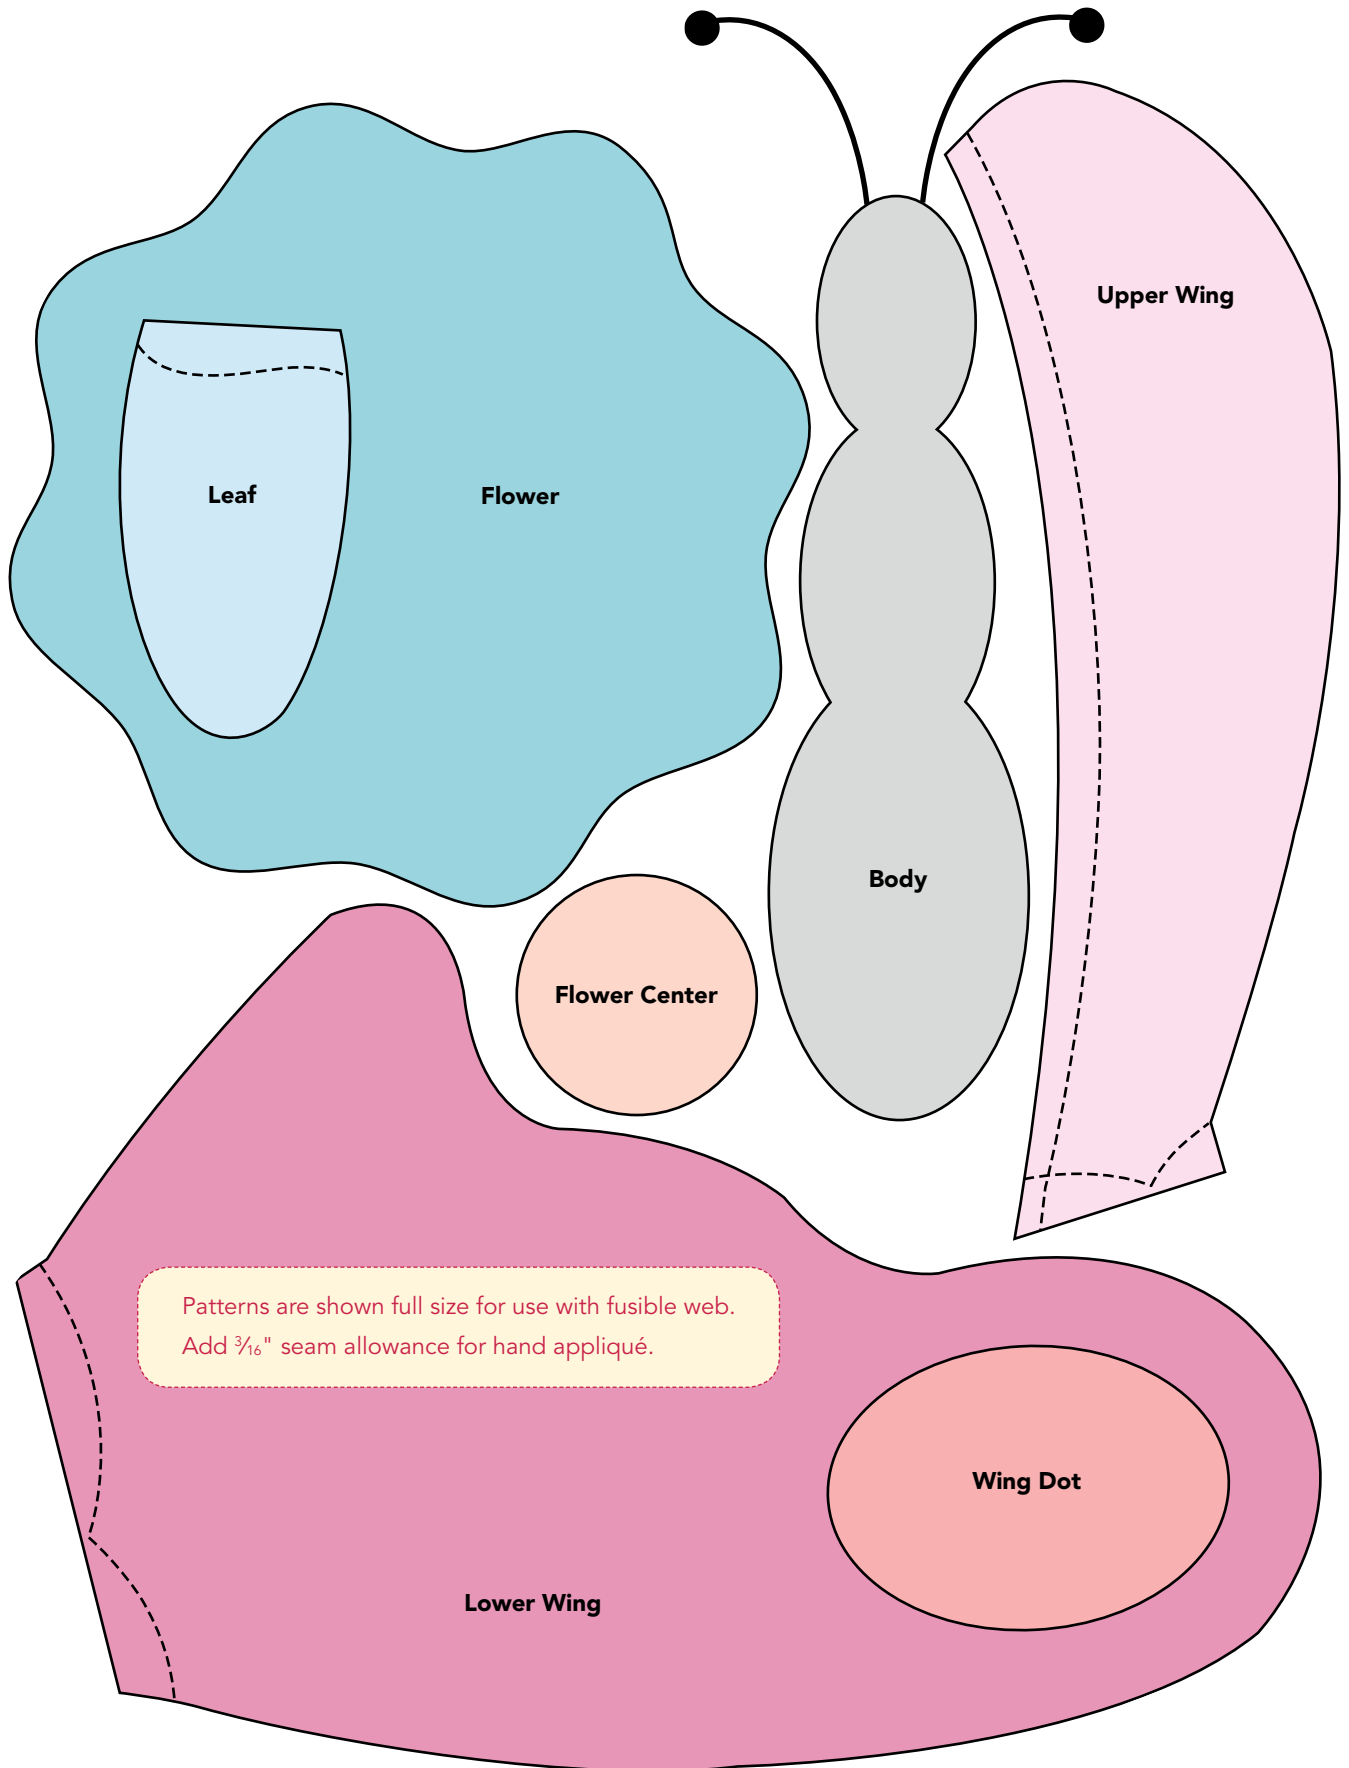 Upper Wing
Leaf
Flower
Body
Flower Center
Patterns are shown full size for use with fusible web.
Add 3⁄16" seam allowance for hand appliqué.
Wing Dot
Lower Wing